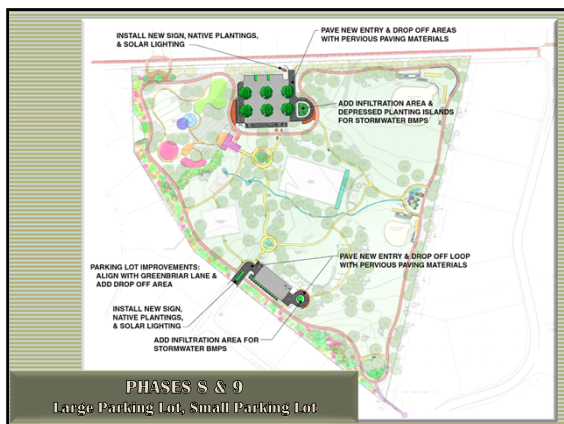 INSTALL NEW SIGN, NATIVE PLANTINGS,
& SOLAR LIGHTING
PAVE NEW ENTRY & DROP OFF AREAS
WITH PERVIOUS PAVING MATERIALS
ADD INFILTRATION AREA &
DEPRESSED PLANTING ISLANDS
FOR STORMWATER BMPS
PARKING LOT IMPROVEMENTS:
ALIGN WITH GREENBRIAR LANE &
ADD DROP OFF AREA
PAVE NEW ENTRY & DROP OFF LOOP
WITH PERVIOUS PAVING MATERIALS
INSTALL NEW SIGN,
NATIVE PLANTINGS,
& SOLAR LIGHTING
ADD INFILTRATION AREA FOR
STORMWATER BMPS
PHASES 8 & 9
Large Parking Lot, Small Parking Lot